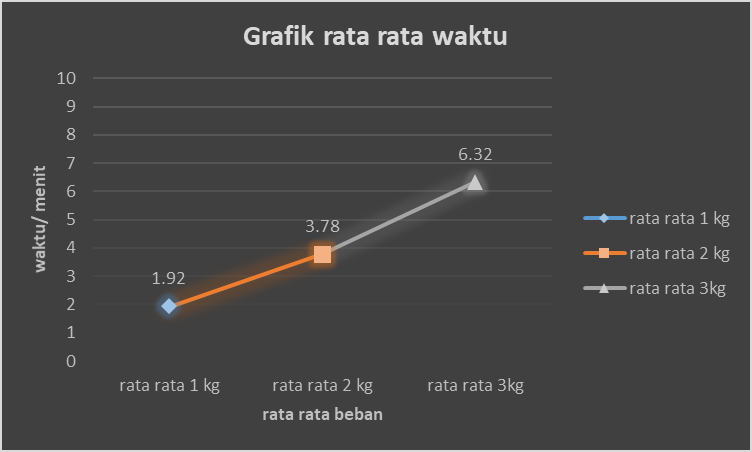 Grafik rata rata waktu
10
9
8
7
6
5
4
3
2
1
0
waktu/ menit
1.92
3.78
6.32
rata rata 1 kg
rata rata 2 kg
rata rata 3kg
rata rata beban
rata rata 1 kg
rata rata 2 kg
rata rata 3kg